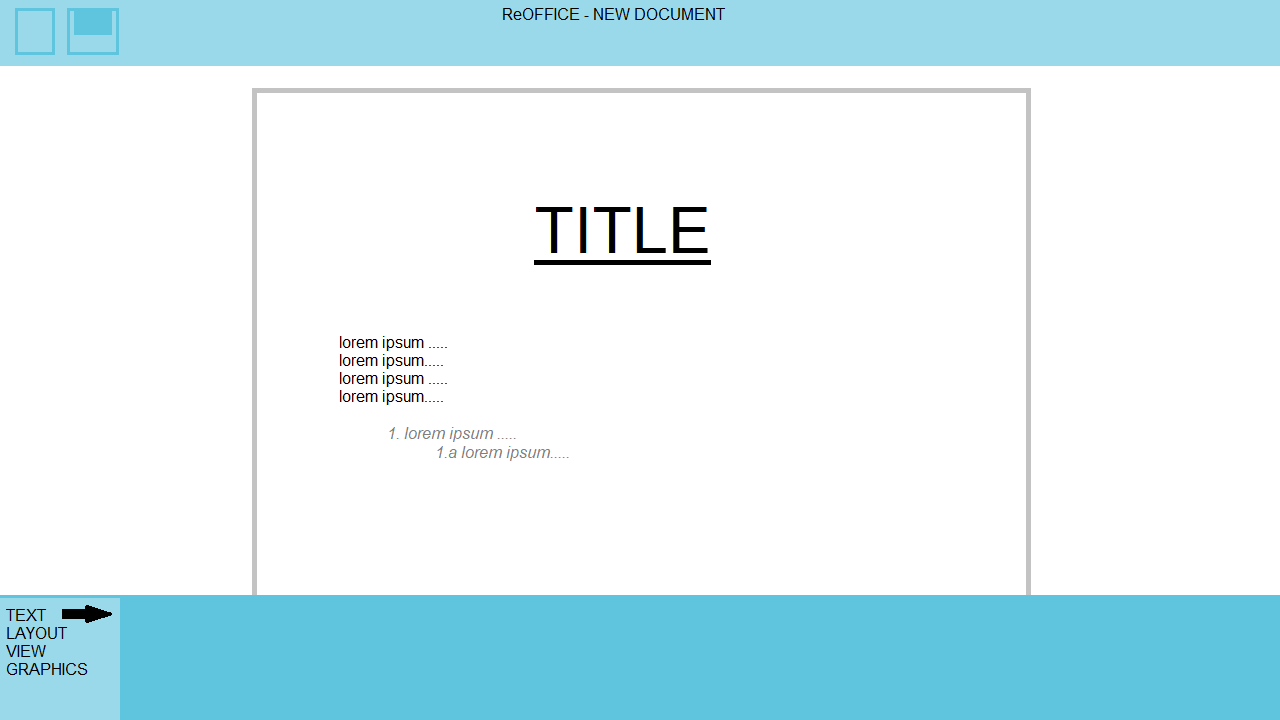 ReOFFICE - NEW DOCUMENT
TITLE
lorem ipsum .....
lorem ipsum.....
lorem ipsum .....
lorem ipsum.....
1. lorem ipsum .....
1.a lorem ipsum.....
TEXT
LAYOUT
VIEW
GRAPHICS